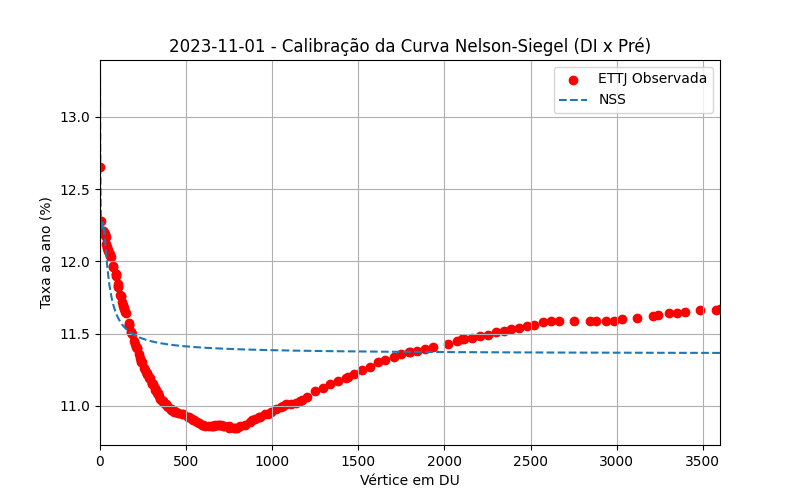 2023-11-01 - Calibração da Curva Nelson-Siegel (DI x Pré)
ETTJ Observada
NSS
Taxa ao ano (%)
13.0
12.5
12.0
11.5
11.0
0 500 1000 1500 2000 2500 3000 3500
Vértice em DU